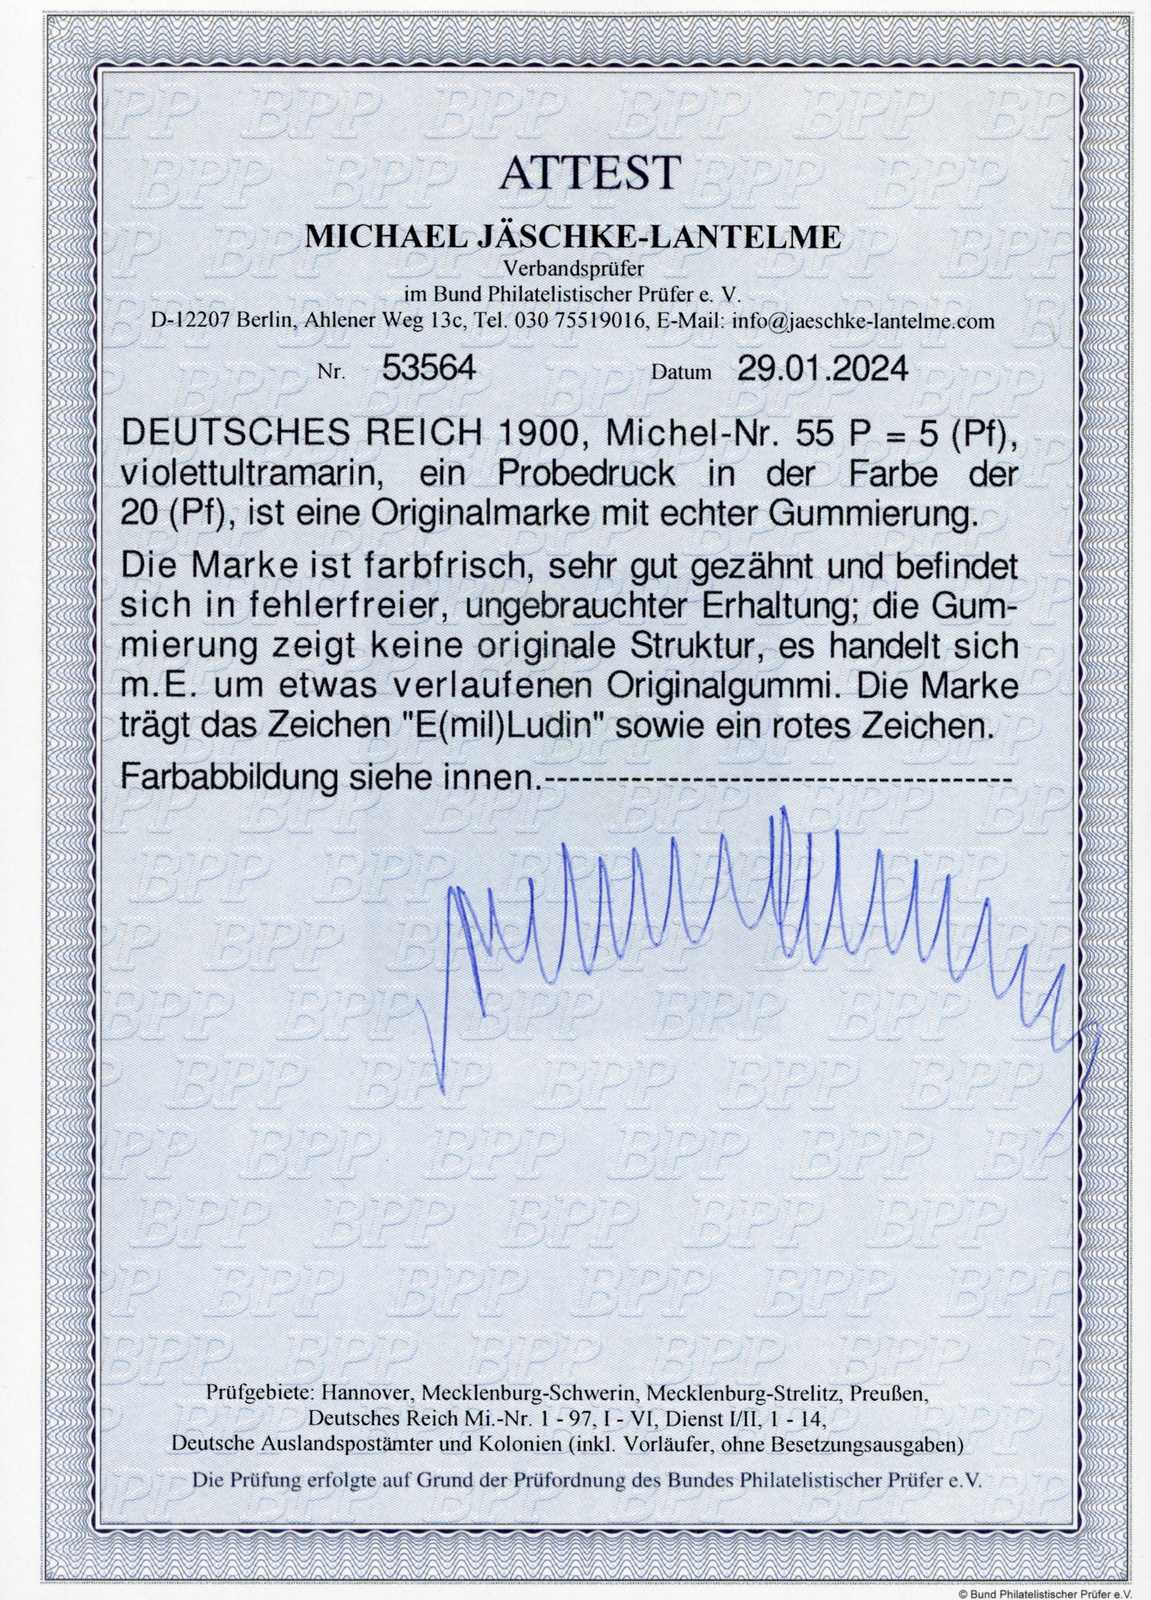 ATTEST
MICHAEL JÄSCHKE-LANTELME
Verbandsprüfer
im Bund Philatelistischer Prüfer e. V.
D-12207 Berlin, Ahlener Weg 13c, Tel. 030 75519016, E-Mail: info@jaeschke-lantelme.com
Nr. 53564 Datum 29.01.2024
DEUTSCHES REICH 1900, Michel-Nr. 55 P = 5 (Pf),
violettultramarin, ein Probedruck in der Farbe der
20 (Pf), ist eine Originalmarke mit echter Gummierung.
Die Marke ist farbfrisch, sehr gut gezähnt und befindet
sich in fehlerfreier, ungebrauchter Erhaltung; die Gum-
mierung zeigt keine originale Struktur, es handelt sich
m.E. um etwas verlaufenen Originalgummi. Die Marke
trägt das Zeichen "E(mil)Ludin" sowie ein rotes Zeichen.
Farbabbildung siehe innen.--------------------------------------
Prüfgebiete: Hannover, Mecklenburg-Schwerin, Mecklenburg-Strelitz, Preußen,
Deutsches Reich Mi.-Nr. 1 - 97, I - VI, Dienst I/II, 1 - 14,
Deutsche Auslandspostämter und Kolonien (inkl. Vorläufer, ohne Besetzungsausgaben)
Die Prüfung erfolgte auf Grund der Prüfordnung des Bundes Philatelistischer Prüfer e.V.
© Bund Philatelistischer Prüfer e.V.